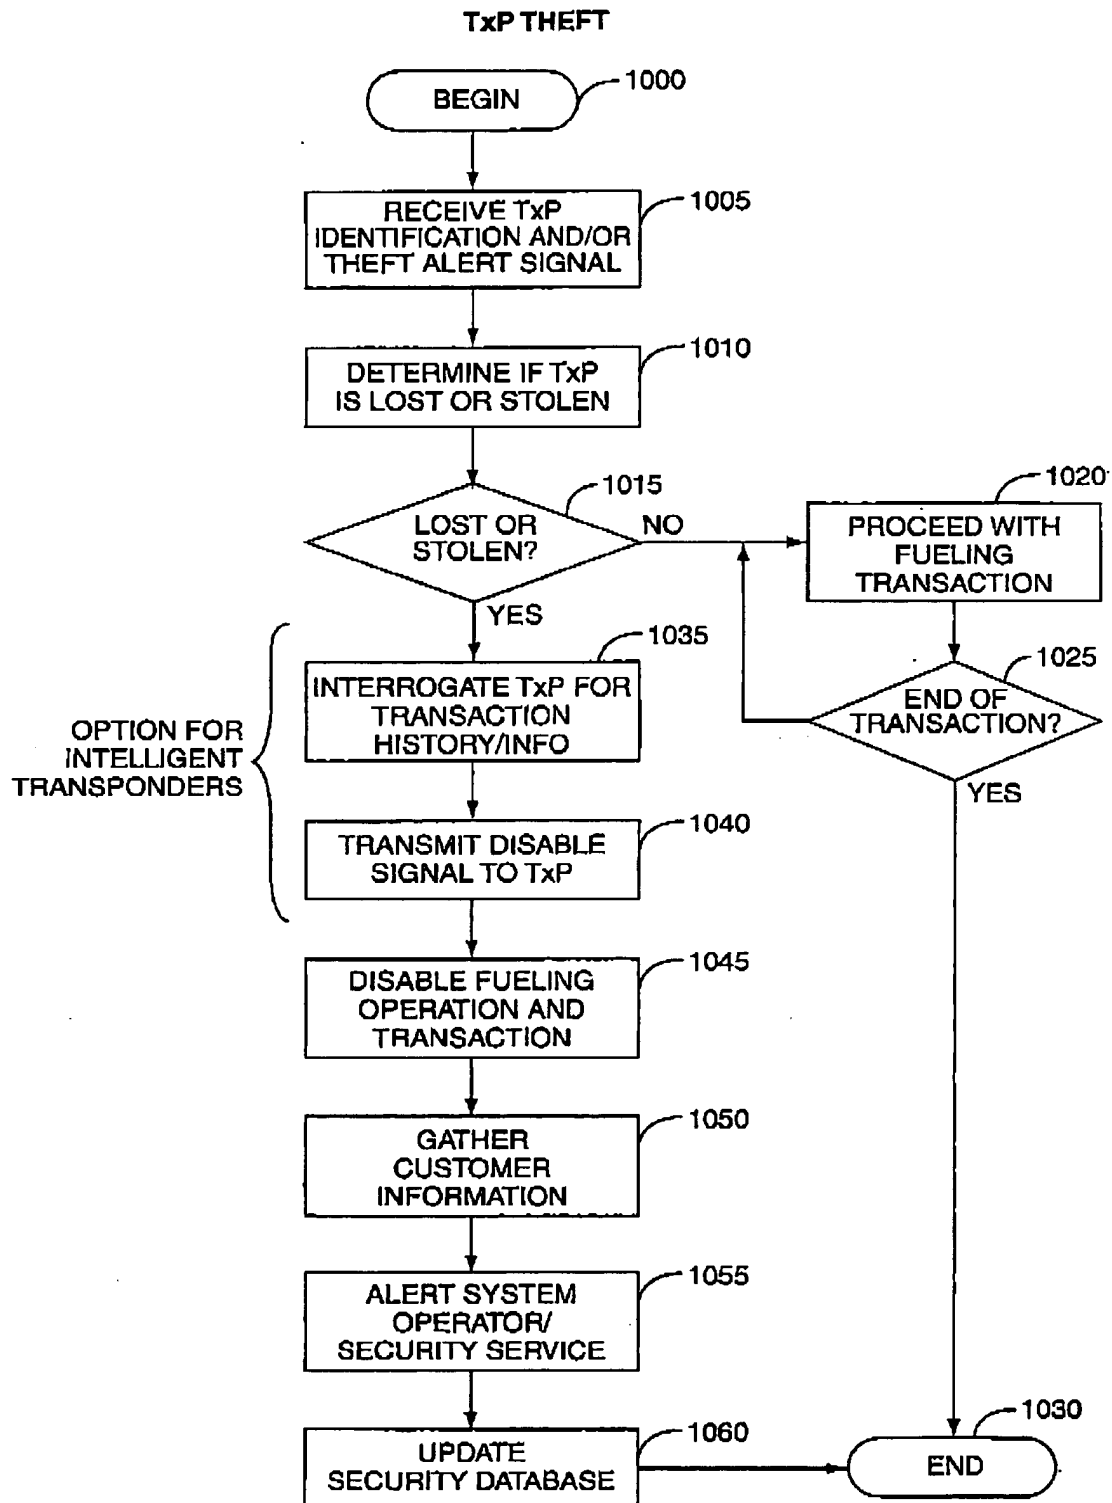 TxP THEFT
BEGIN
1000
RECEIVE TxP
IDENTIFICATION AND/OR
THEFT ALERT SIGNAL
1005
DETERMINE IF TxP
IS LOST OR STOLEN
1010
LOST OR
STOLEN?
1015
NO
YES
PROCEED WITH
FUELING
TRANSACTION
1020
END OF
TRANSACTION?
1025
YES
OPTION FOR
INTELLIGENT
TRANSPONDERS
INTERROGATE TxP FOR
TRANSACTION
HISTORY/INFO
1035
TRANSMIT DISABLE
SIGNAL TO TxP
1040
DISABLE FUELING
OPERATION AND
TRANSACTION
1045
GATHER
CUSTOMER
INFORMATION
1050
ALERT SYSTEM
OPERATOR/
SECURITY SERVICE
1055
UPDATE
SECURITY DATABASE
1060
END
1030